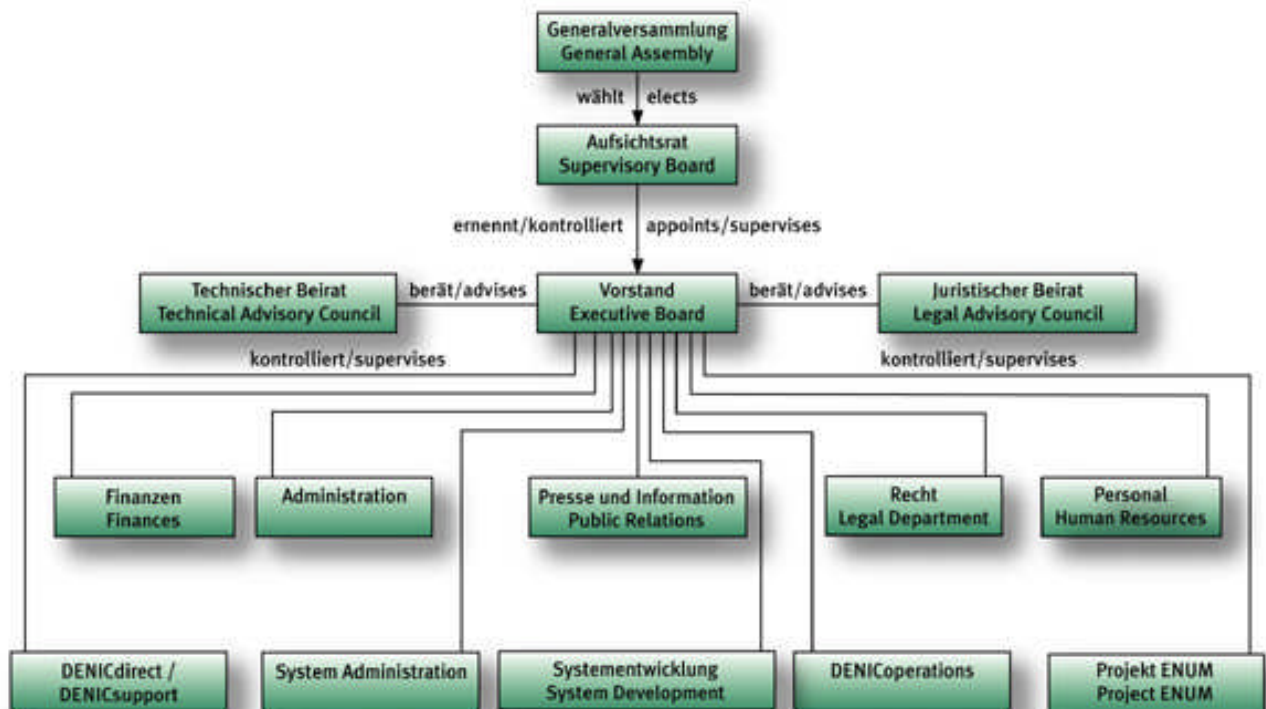 Generalversammlung
General Assembly
wählt elects
Aufsichtsrat
Supervisory Board
ernennt/kontrolliert appoints/supervises
Technischer Beirat
Technical Advisory Council
berät/advises
Vorstand
Executive Board
berät/advises
Juristischer Beirat
Legal Advisory Council
kontrolliert/supervises
kontrolliert/supervises
Finanzen
Finances
Administration
Presse und Information
Public Relations
Recht
Legal Department
Personal
Human Resources
DENICdirect /
DENICsupport
System Administration
Systementwicklung
System Development
DENICoperations
Projekt ENUM
Project ENUM